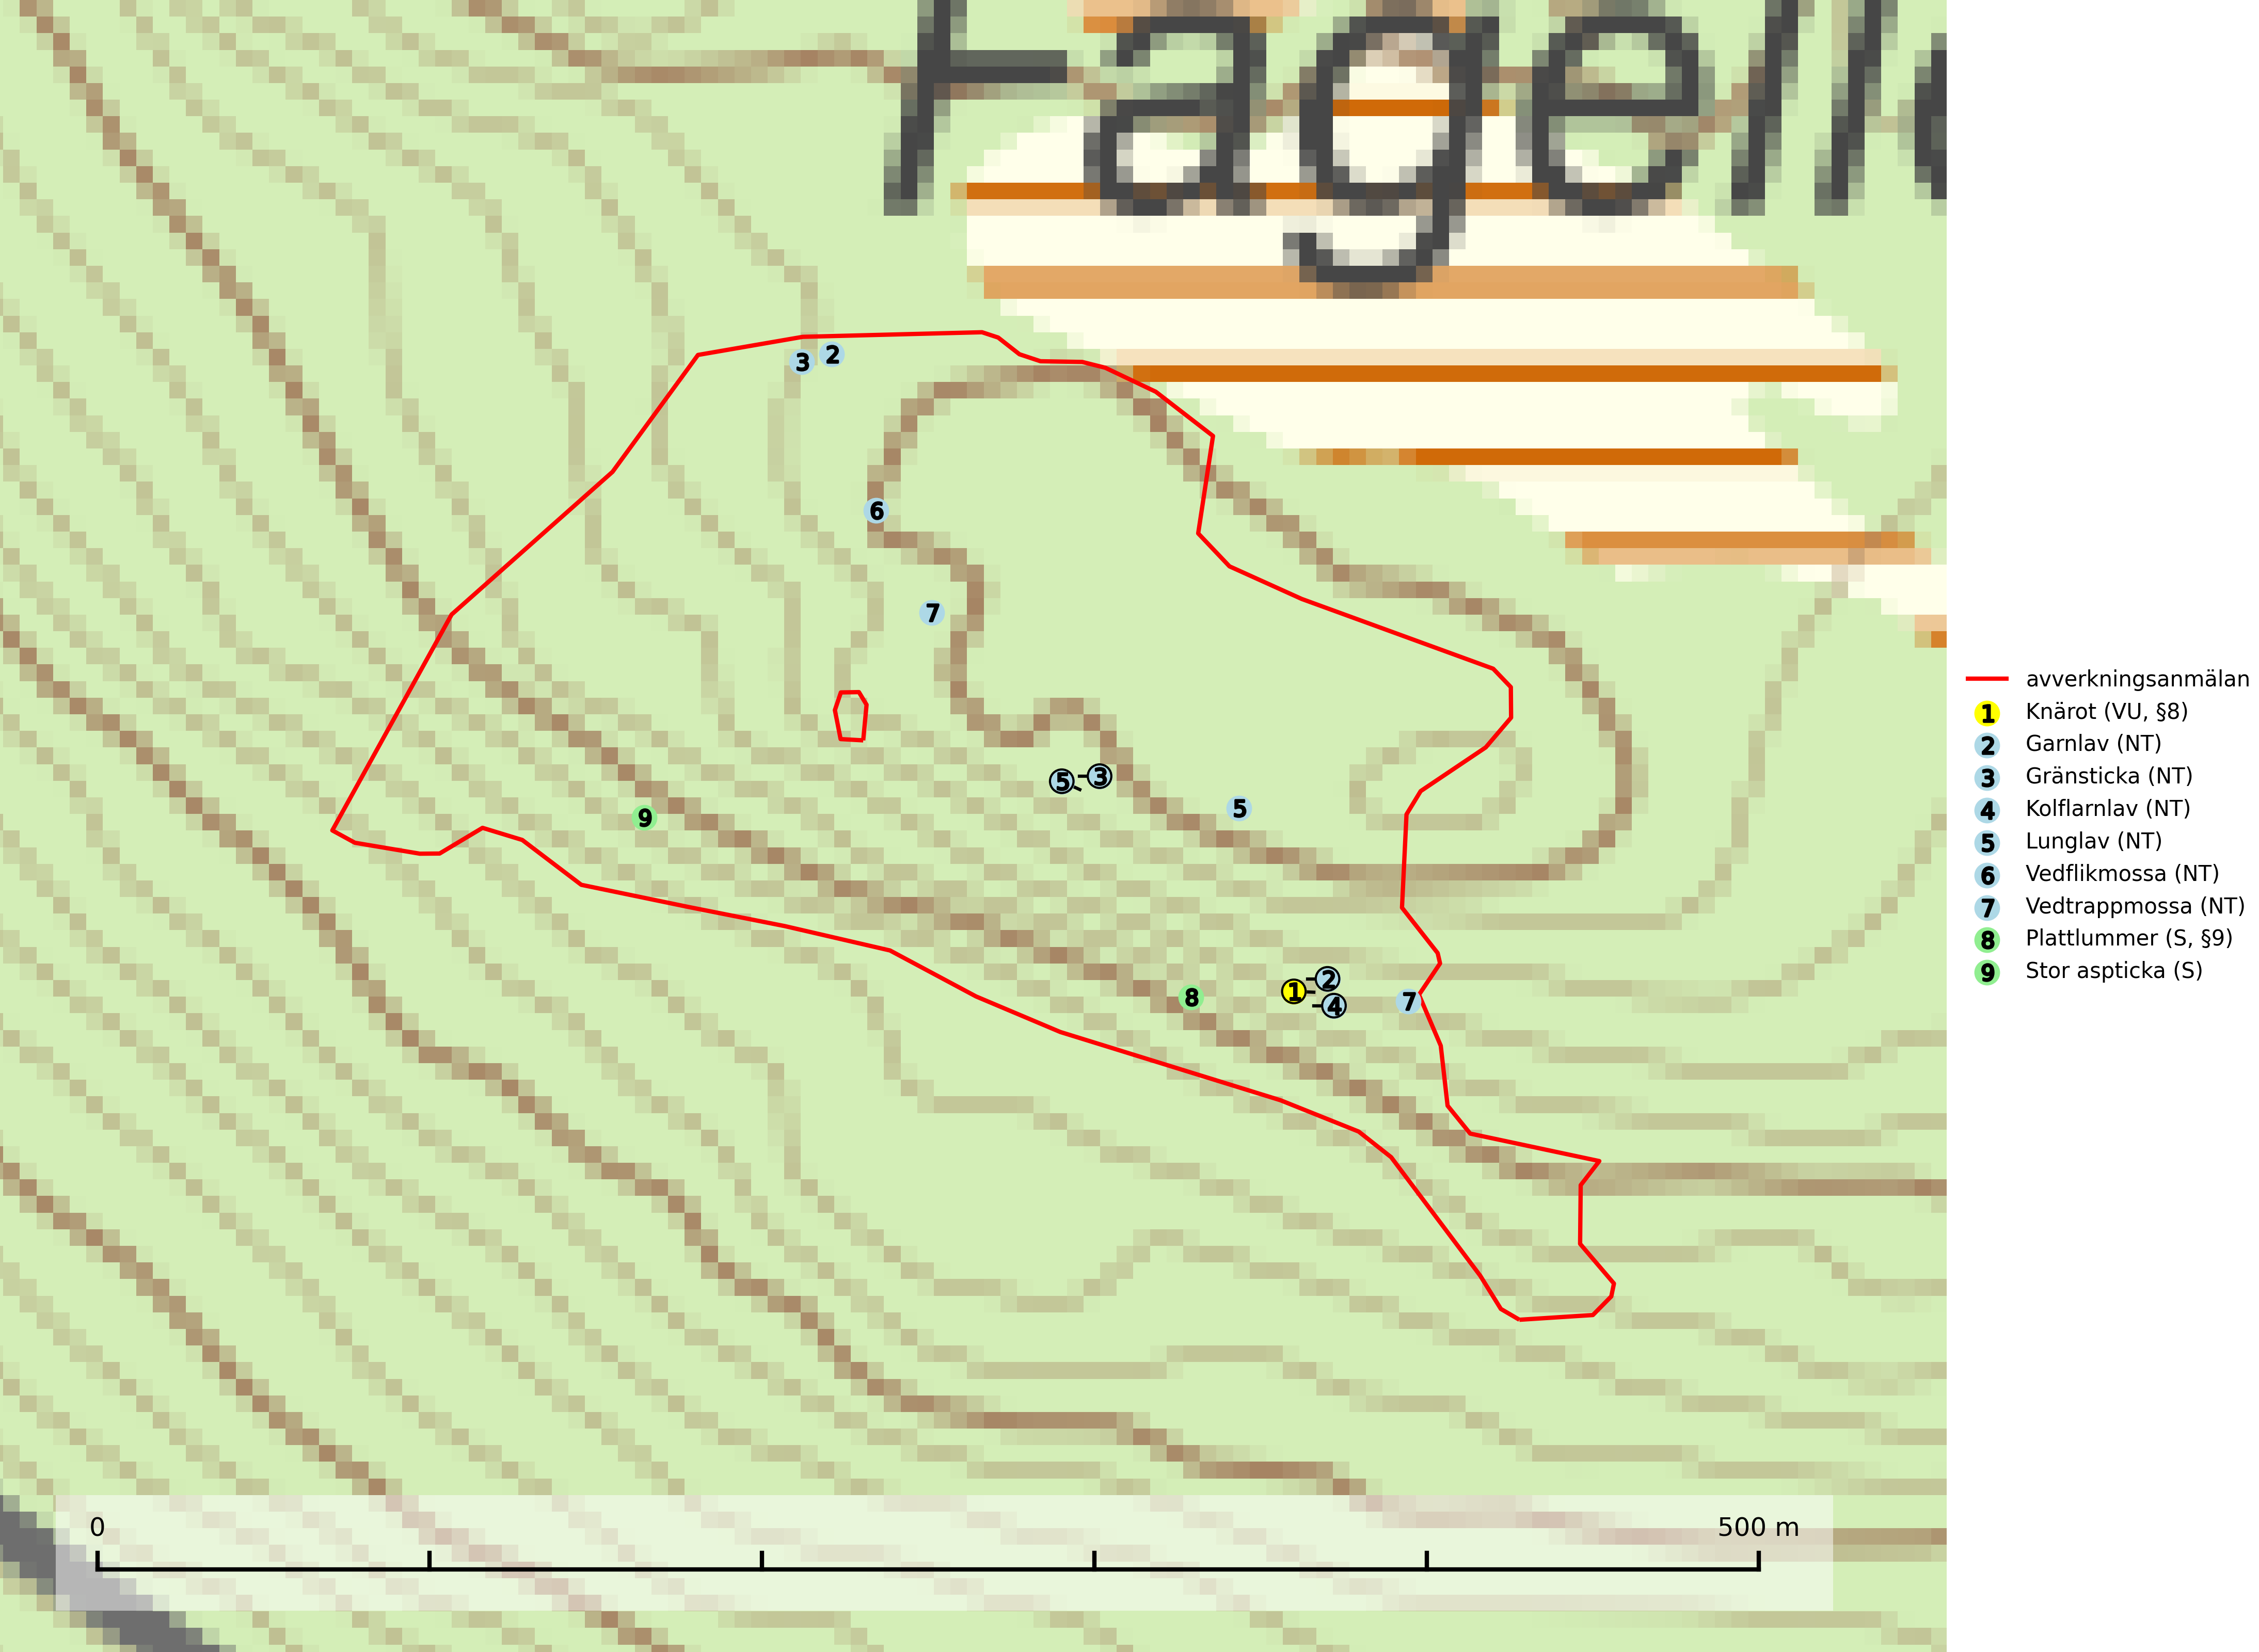 Fagelle
3
2
6
7
9
5
3
5
8
1
2
4
7
0
500 m
avverkningsanmälan
1 Knärot (VU, §8)
2 Garnlav (NT)
3 Gränsticka (NT)
4 Kolflarnlav (NT)
5 Lunglav (NT)
6 Vedflikmossa (NT)
7 Vedtrappmossa (NT)
8 Plattlummer (S, §9)
9 Stor aspticka (S)